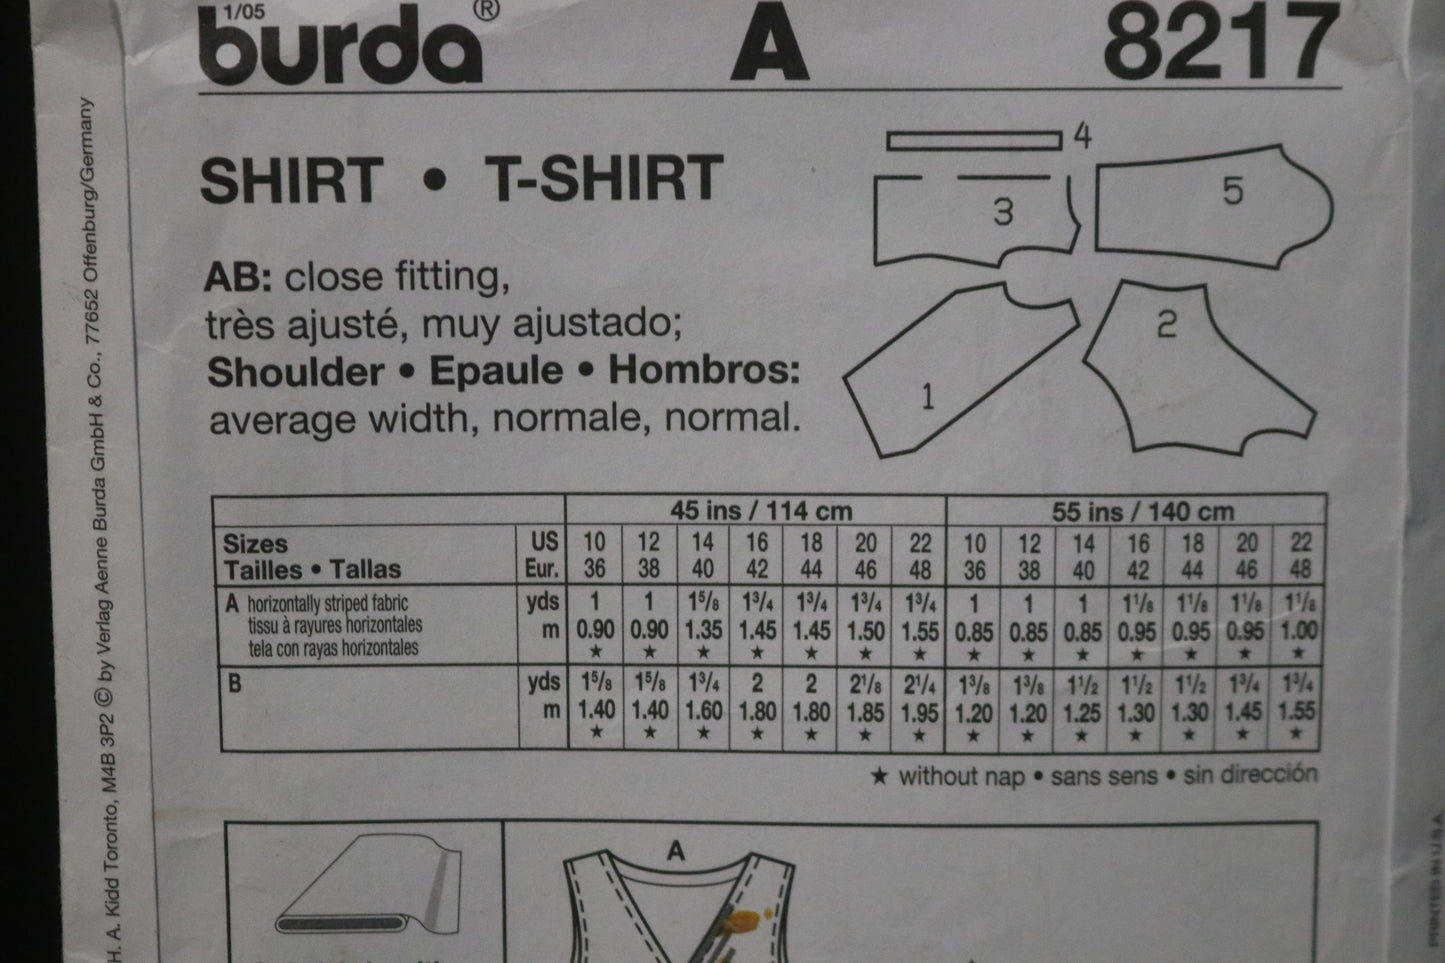 1/05
burda® A 8217
SHIRT • T-SHIRT
AB: close fitting,
très ajusté, muy ajustado;
Shoulder • Epaule • Hombros:
average width, normale, normal.
4
3
5
1
2
45 ins / 114 cm 55 ins / 140 cm
Sizes US 10 12 14 16 18 20 22 10 12 14 16 18 20 22
Tailles • Tallas Eur. 36 38 40 42 44 46 48 36 38 40 42 44 46 48
A horizontally striped fabric yds 1 1 1⁵/₈ 1³/₄ 1³/₄ 1³/₄ 1³/₄ 1 1 1 1¹/₈ 1¹/₈ 1¹/₈ 1¹/₈
tissu à rayures horizontales m 0.90 0.90 1.35 1.45 1.45 1.50 1.55 0.85 0.85 0.85 0.95 0.95 0.95 1.00
tela con rayas horizontales ★ ★ ★ ★ ★ ★ ★ ★ ★ ★ ★ ★ ★ ★
B yds 1⁵/₈ 1⁵/₈ 1³/₄ 2 2 2¹/₈ 2¹/₄ 1³/₈ 1³/₈ 1¹/₂ 1¹/₂ 1¹/₂ 1³/₄ 1³/₄
m 1.40 1.40 1.60 1.80 1.80 1.85 1.95 1.20 1.20 1.25 1.30 1.30 1.45 1.55
★ ★ ★ ★ ★ ★ ★ ★ ★ ★ ★ ★ ★ ★
★ without nap • sans sens • sin dirección
A
H. A. Kidd Toronto, M4B 3P2 © by Verlag Aenne Burda GmbH & Co., 77652 Offenburg/Germany
PRINTED IN U.S.A.